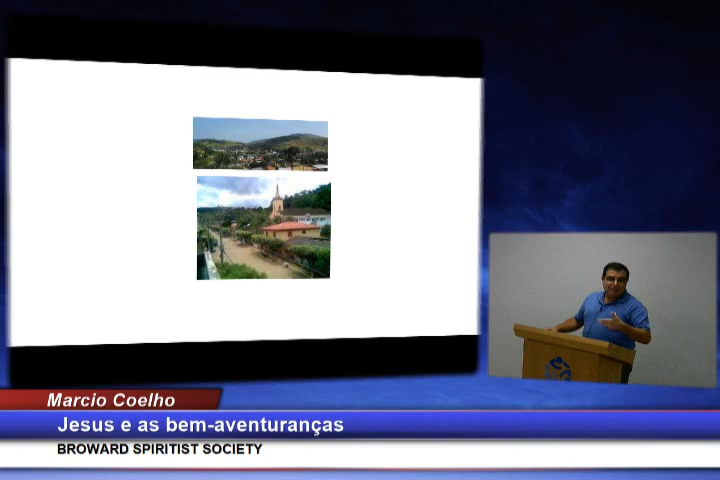 Marcio Coelho
Jesus e as bem-aventuranças
BROWARD SPIRITIST SOCIETY